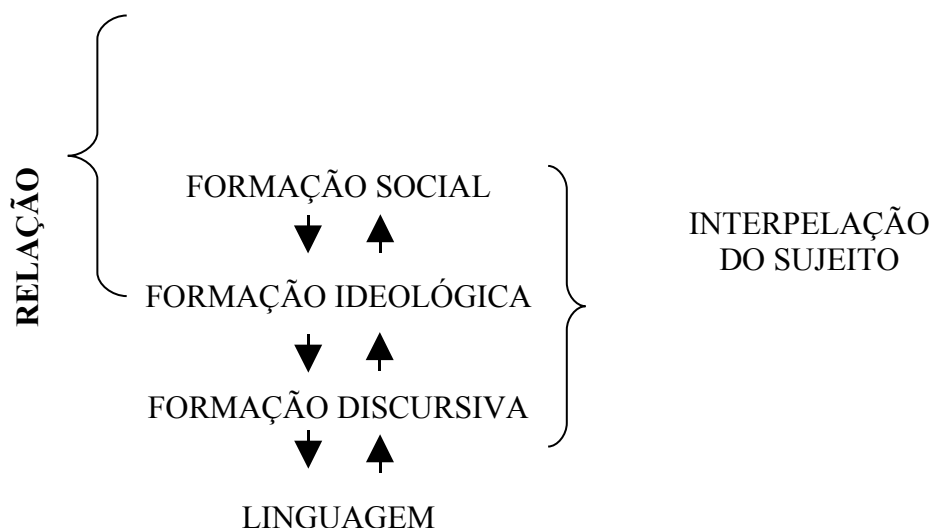 RELAÇÃO
FORMAÇÃO SOCIAL
FORMAÇÃO IDEOLÓGICA
FORMAÇÃO DISCURSIVA
LINGUAGEM
INTERPELAÇÃO
DO SUJEITO